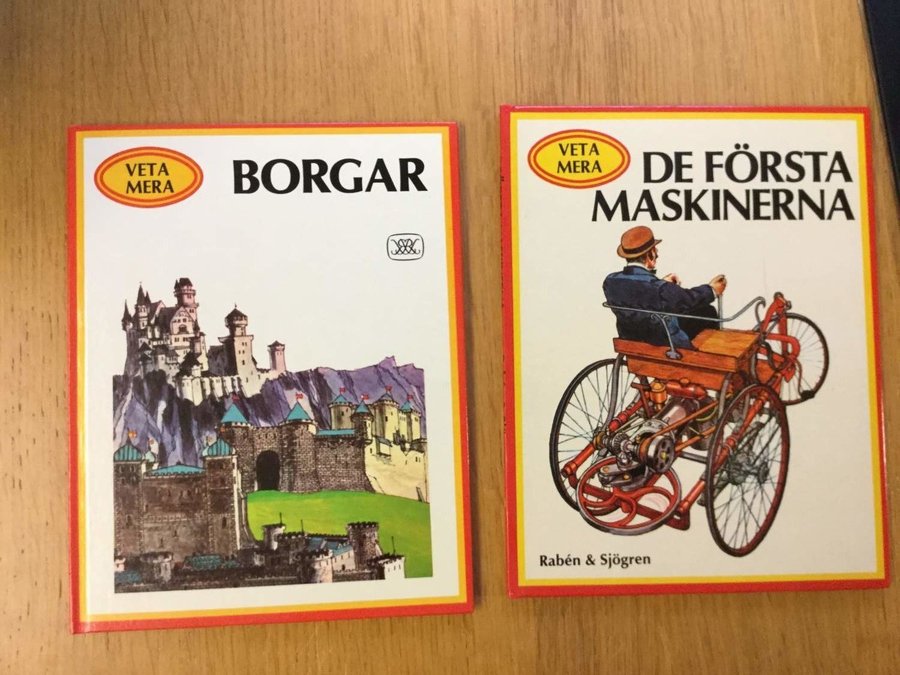 VETA
MERA
BORGAR
VETA
MERA
DE FÖRSTA
MASKINERNA
Rabén & Sjögren